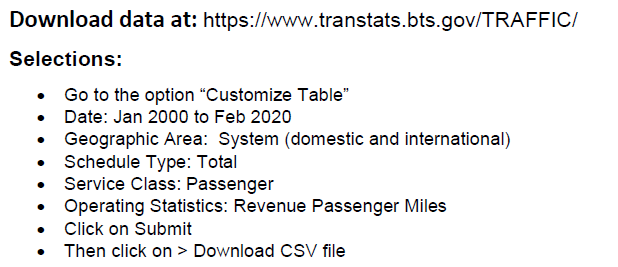 Download data at: https://www.transtats.bts.gov/TRAFFIC/
Selections:
• Go to the option “Customize Table”
• Date: Jan 2000 to Feb 2020
• Geographic Area:  System (domestic and international)
• Schedule Type: Total
• Service Class: Passenger
• Operating Statistics: Revenue Passenger Miles
• Click on Submit
• Then click on > Download CSV file